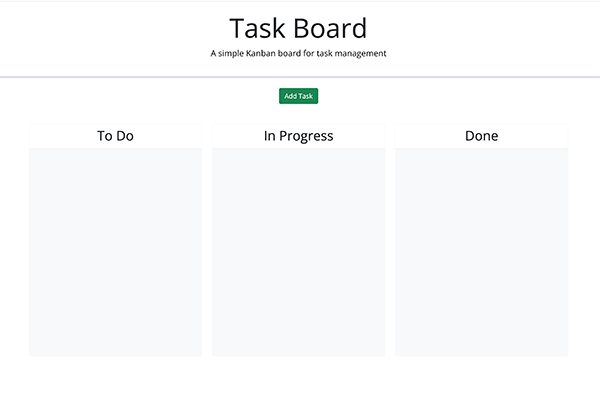 Task Board
A simple Kanban board for task management
Add Task
To Do
In Progress
Done